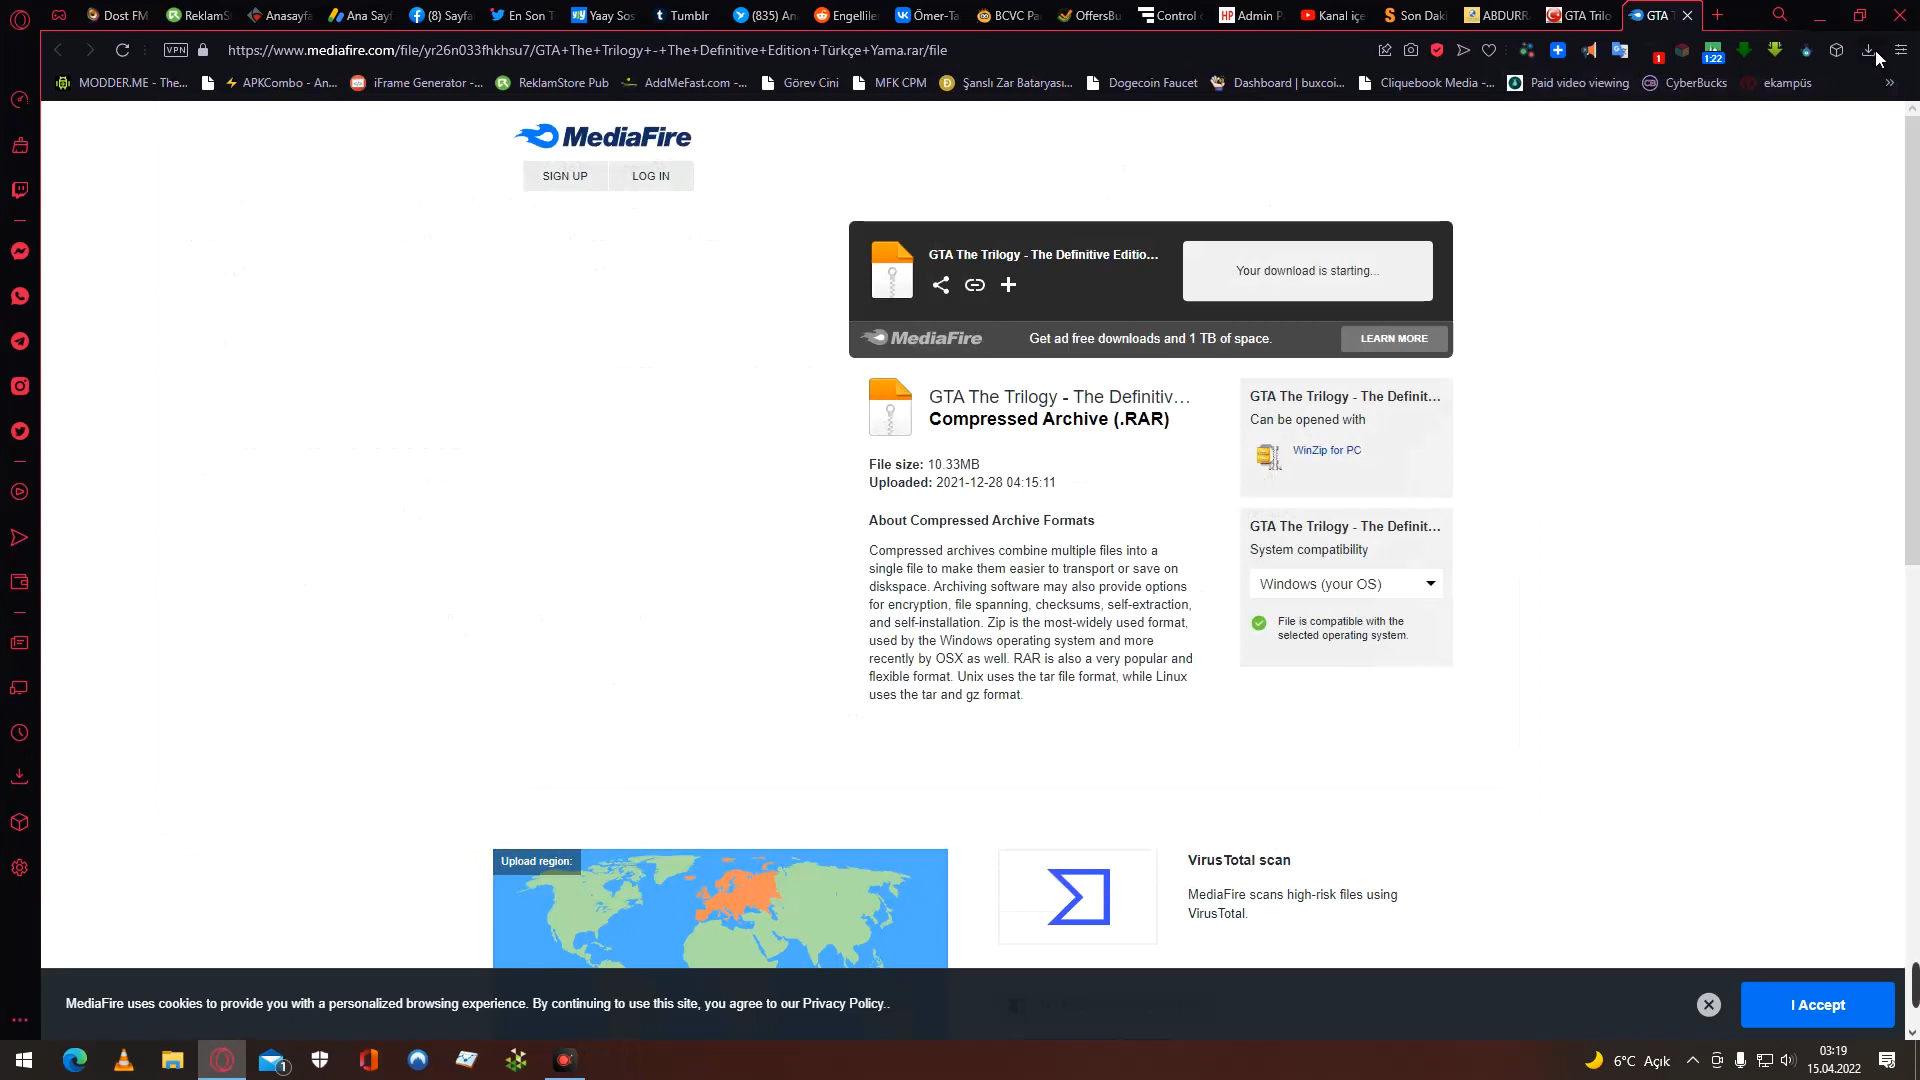 Dost FM
ReklamSt
Anasayfa
Ana Sayf
(8) Sayfa
En Son T
Yaay Sos
Tumblr
(835) An
Engellile
Ömer-Ta
BCVC Pa
OffersBu
Control
Admin P
Kanal içe
Son Daki
ABDURRA
GTA Trilo
GTA T
VPN
https://www.mediafire.com/file/yr26n033fhkhsu7/GTA+The+Trilogy+-+The+Definitive+Edition+Türkçe+Yama.rar/file
1
1:22
MODDER.ME - The...
APKCombo - An...
iFrame Generator -...
ReklamStore Pub
AddMeFast.com -...
Görev Cini
MFK CPM
Şanslı Zar Bataryası...
Dogecoin Faucet
Dashboard | buxcoi...
Cliquebook Media -...
Paid video viewing
CyberBucks
ekampüs
»
MediaFire
SIGN UP
LOG IN
GTA The Trilogy - The Definitive Editio...
Your download is starting...
MediaFire
Get ad free downloads and 1 TB of space.
LEARN MORE
GTA The Trilogy - The Definitiv...
Compressed Archive (.RAR)
File size: 10.33MB
Uploaded: 2021-12-28 04:15:11
About Compressed Archive Formats
Compressed archives combine multiple files into a
single file to make them easier to transport or save on
diskspace. Archiving software may also provide options
for encryption, file spanning, checksums, self-extraction,
and self-installation. Zip is the most-widely used format,
used by the Windows operating system and more
recently by OSX as well. RAR is also a very popular and
flexible format. Unix uses the tar file format, while Linux
uses the tar and gz format.
GTA The Trilogy - The Definit...
Can be opened with
WinZip for PC
GTA The Trilogy - The Definit...
System compatibility
Windows (your OS)
File is compatible with the
selected operating system.
Upload region:
VirusTotal scan
MediaFire scans high-risk files using
VirusTotal.
MediaFire uses cookies to provide you with a personalized browsing experience. By continuing to use this site, you agree to our Privacy Policy..
I Accept
1
6°C Açık
03:19
15.04.2022